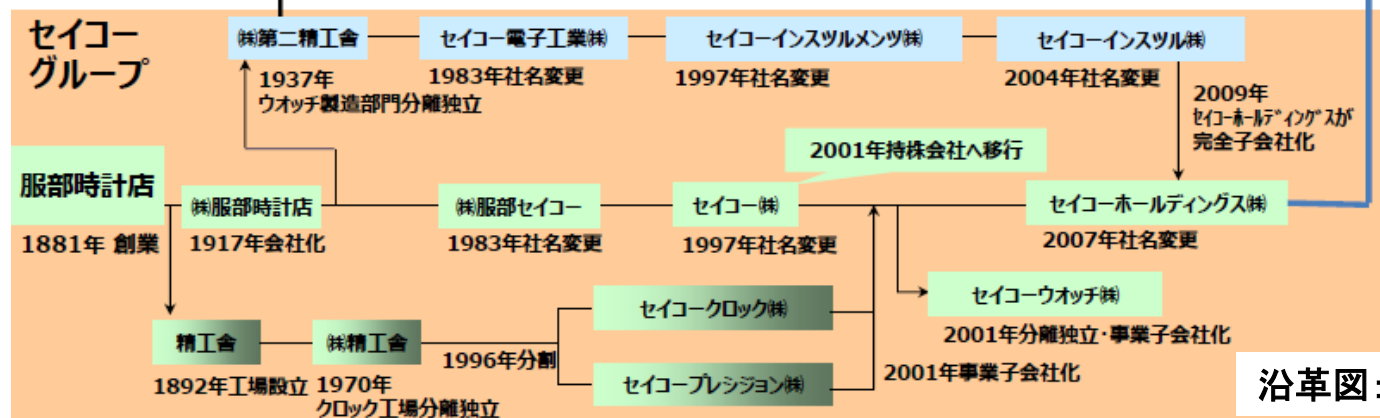 セイコー
グループ
㈱第二精工舎
セイコー電子工業㈱
セイコーインスツルメンツ㈱
セイコーインスツル㈱
1937年
ウオッチ製造部門分離独立
1983年社名変更
1997年社名変更
2004年社名変更
2009年
セイコーホールディングスが
完全子会社化
2001年持株会社へ移行
服部時計店
1881年 創業
㈱服部時計店
1917年会社化
㈱服部セイコー
1983年社名変更
セイコー㈱
1997年社名変更
セイコーホールディングス㈱
2007年社名変更
セイコークロック㈱
セイコーウオッチ㈱
2001年分離独立・事業子会社化
精工舎
1892年工場設立
㈱精工舎
1970年
クロック工場分離独立
1996年分割
セイコープレシジョン㈱
2001年事業子会社化
沿革図: